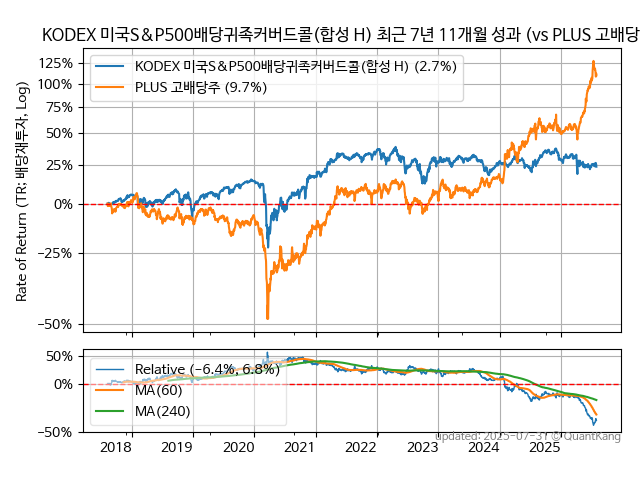 KODEX 미국S&P500배당귀족커버드콜(합성 H) 최근 7년 11개월 성과 (vs PLUS 고배당
Rate of Return (TR: 배당재투자, Log)
125%
100%
75%
50%
25%
0%
−25%
−50%
KODEX 미국S&P500배당귀족커버드콜(합성 H) (2.7%)
PLUS 고배당주 (9.7%)
50%
0%
−50%
Relative (−6.4%, 6.8%)
MA(60)
MA(240)
2018 2019 2020 2021 2022 2023 2024 2025
Updated: 2025-07-31 © QuantKang